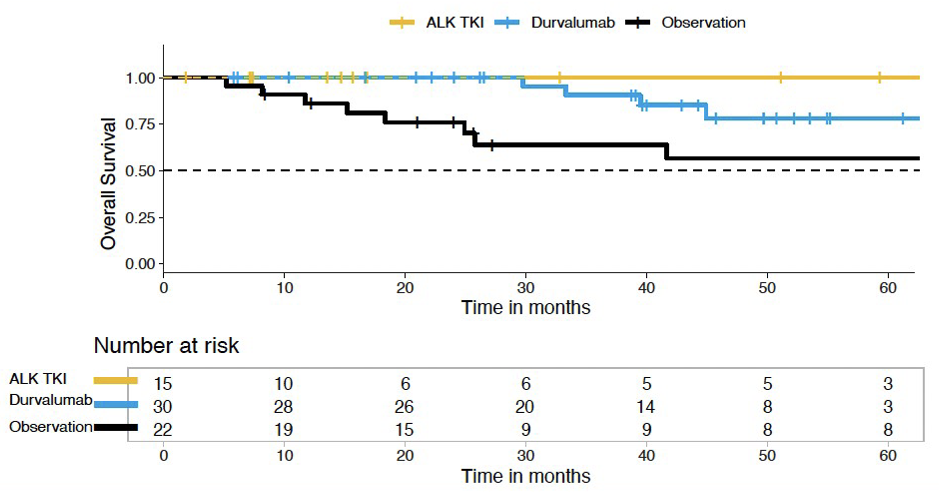 ALK TKI Durvalumab Observation
1.00
0.75
0.50
0.25
0.00
Overall Survival
0 10 20 30 40 50 60
Time in months
Number at risk
ALK TKI 15 10 6 6 5 5 3
Durvalumab 30 28 26 20 14 8 3
Observation 22 19 15 9 9 8 8
0 10 20 30 40 50 60
Time in months